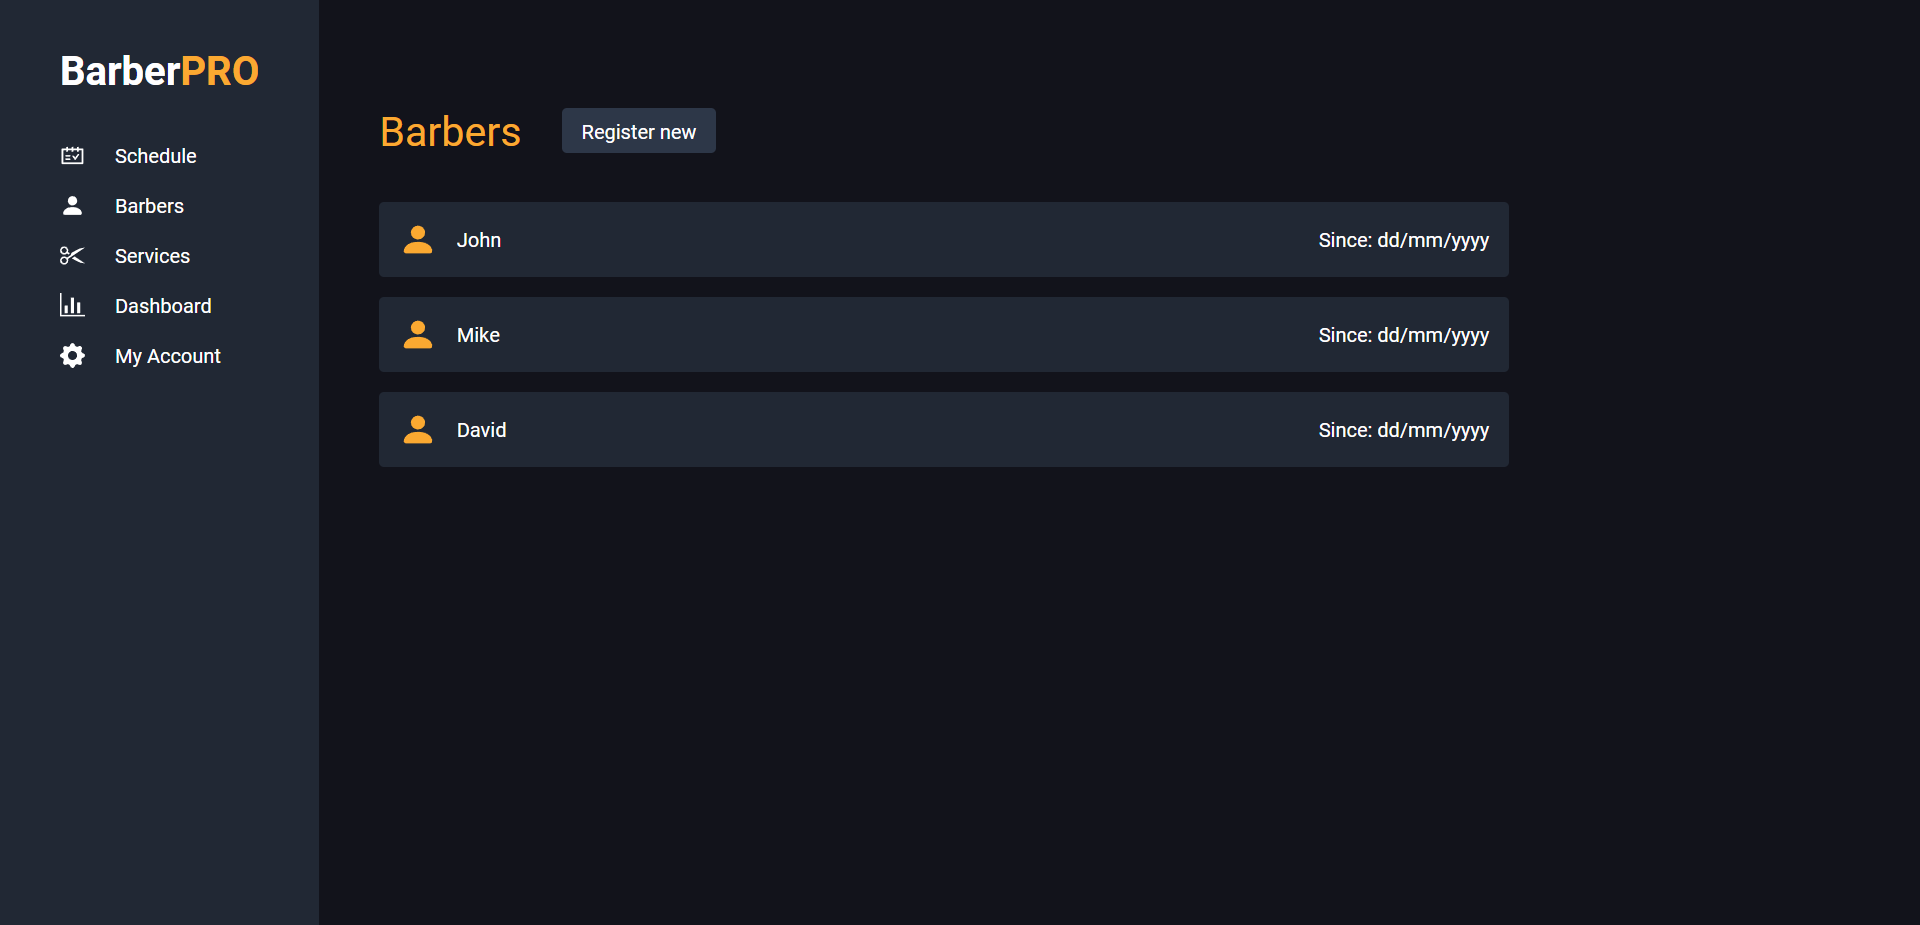 BarberPRO
Schedule
Barbers
Services
Dashboard
My Account
Barbers
Register new
John
Since: dd/mm/yyyy
Mike
Since: dd/mm/yyyy
David
Since: dd/mm/yyyy